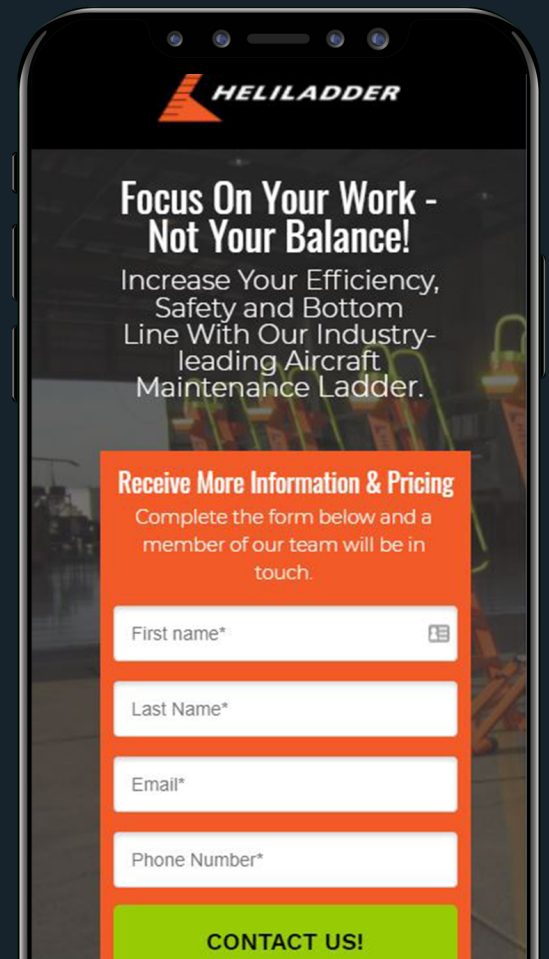 HELILADDER
Focus On Your Work -
Not Your Balance!
Increase Your Efficiency,
Safety and Bottom
Line With Our Industry-
leading Aircraft
Maintenance Ladder.
Receive More Information & Pricing
Complete the form below and a
member of our team will be in
touch.
First name*
Last Name*
Email*
Phone Number*
CONTACT US!